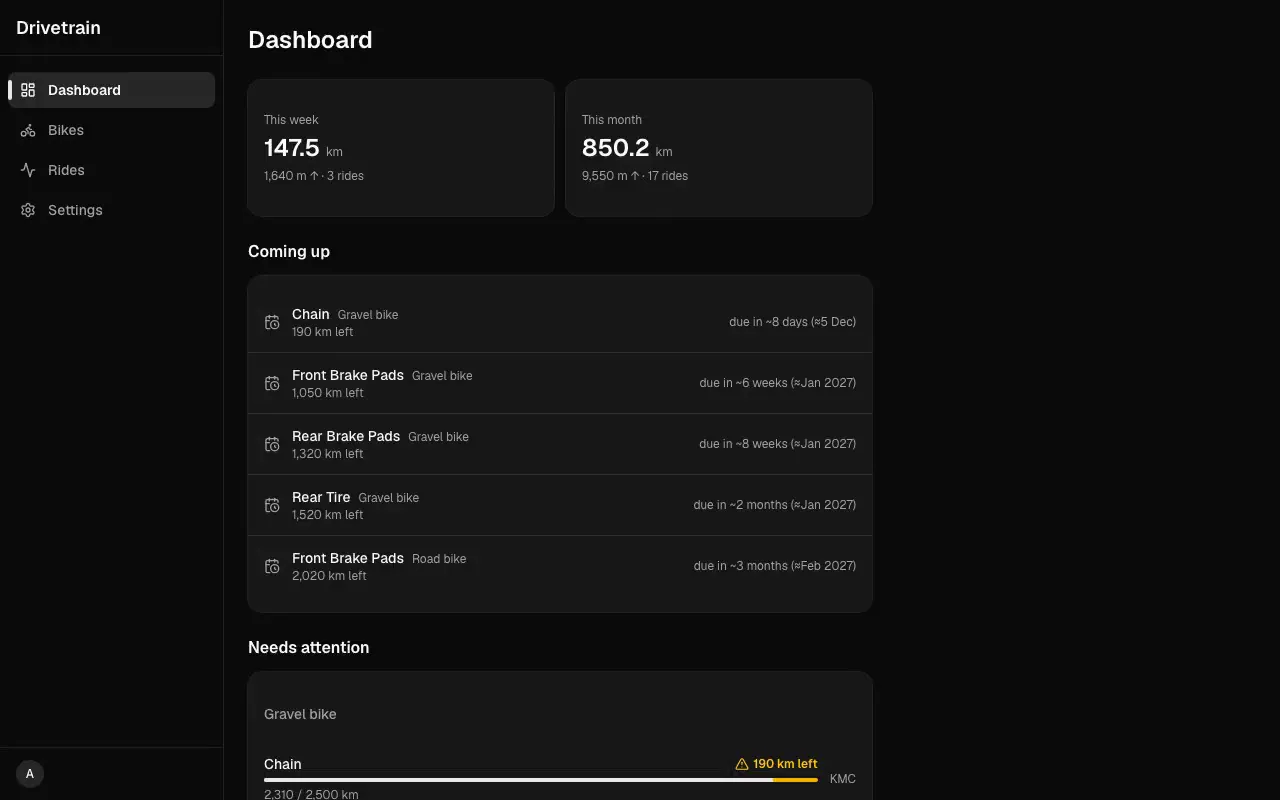 Drivetrain
Dashboard
Bikes
Rides
Settings
A
Dashboard
This week
147.5 km
1,640 m ↑ · 3 rides
This month
850.2 km
9,550 m ↑ · 17 rides
Coming up
Chain Gravel bike
190 km left
due in ~8 days (≈5 Dec)
Front Brake Pads Gravel bike
1,050 km left
due in ~6 weeks (≈Jan 2027)
Rear Brake Pads Gravel bike
1,320 km left
due in ~8 weeks (≈Jan 2027)
Rear Tire Gravel bike
1,520 km left
due in ~2 months (≈Jan 2027)
Front Brake Pads Road bike
2,020 km left
due in ~3 months (≈Feb 2027)
Needs attention
Gravel bike
Chain
190 km left
KMC
2,310 / 2,500 km